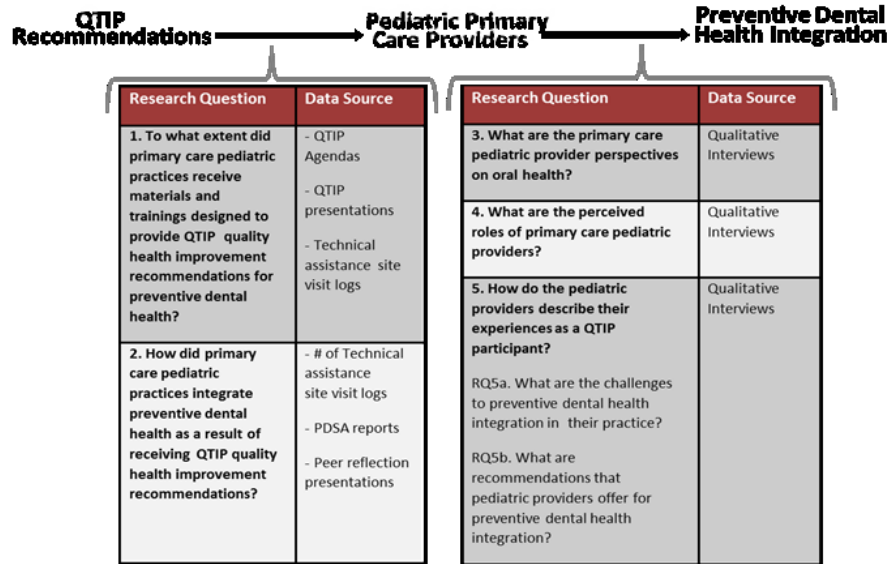 QTIP
Recommendations
Pediatric Primary
Care Providers
Preventive Dental
Health Integration
Research Question
Data Source
1. To what extent did
primary care pediatric
practices receive
materials and
trainings designed to
provide QTIP quality
health improvement
recommendations for
preventive dental
health?
- QTIP
Agendas
- QTIP
presentations
- Technical
assistance site
visit logs
2. How did primary
care pediatric
practices integrate
preventive dental
health as a result of
receiving QTIP quality
health improvement
recommendations?
- # of Technical
assistance
site visit logs
- PDSA reports
- Peer reflection
presentations
Research Question
Data Source
3. What are the primary care
pediatric provider perspectives
on oral health?
Qualitative
Interviews
4. What are the perceived
roles of primary care pediatric
providers?
Qualitative
Interviews
5. How do the pediatric
providers describe their
experiences as a QTIP
participant?
RQ5a. What are the challenges
to preventive dental health
integration in their practice?
RQ5b. What are
recommendations that
pediatric providers offer for
preventive dental health
integration?
Qualitative
Interviews